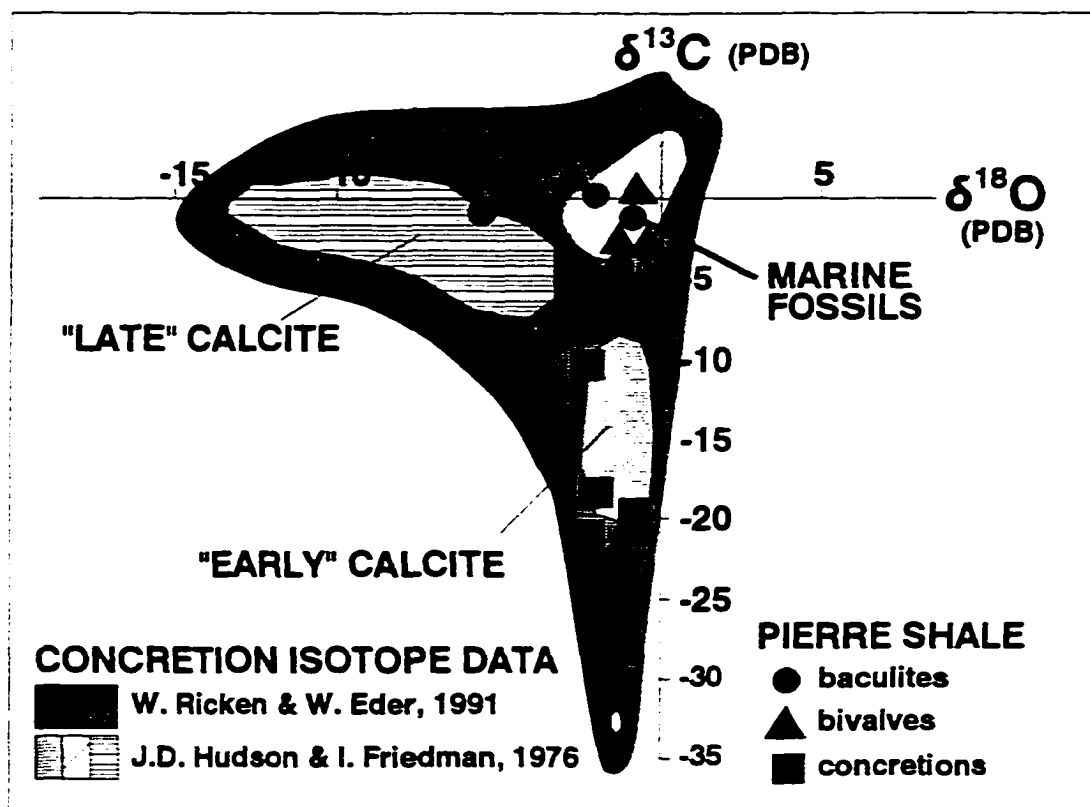 δ13C (PDB)
-15
10
5
δ18O
(PDB)
MARINE
FOSSILS
5
"LATE" CALCITE
-10
-15
-20
"EARLY" CALCITE
-25
-30
-35
CONCRETION ISOTOPE DATA
W. Ricken & W. Eder, 1991
J.D. Hudson & I. Friedman, 1976
PIERRE SHALE
baculites
bivalves
concretions